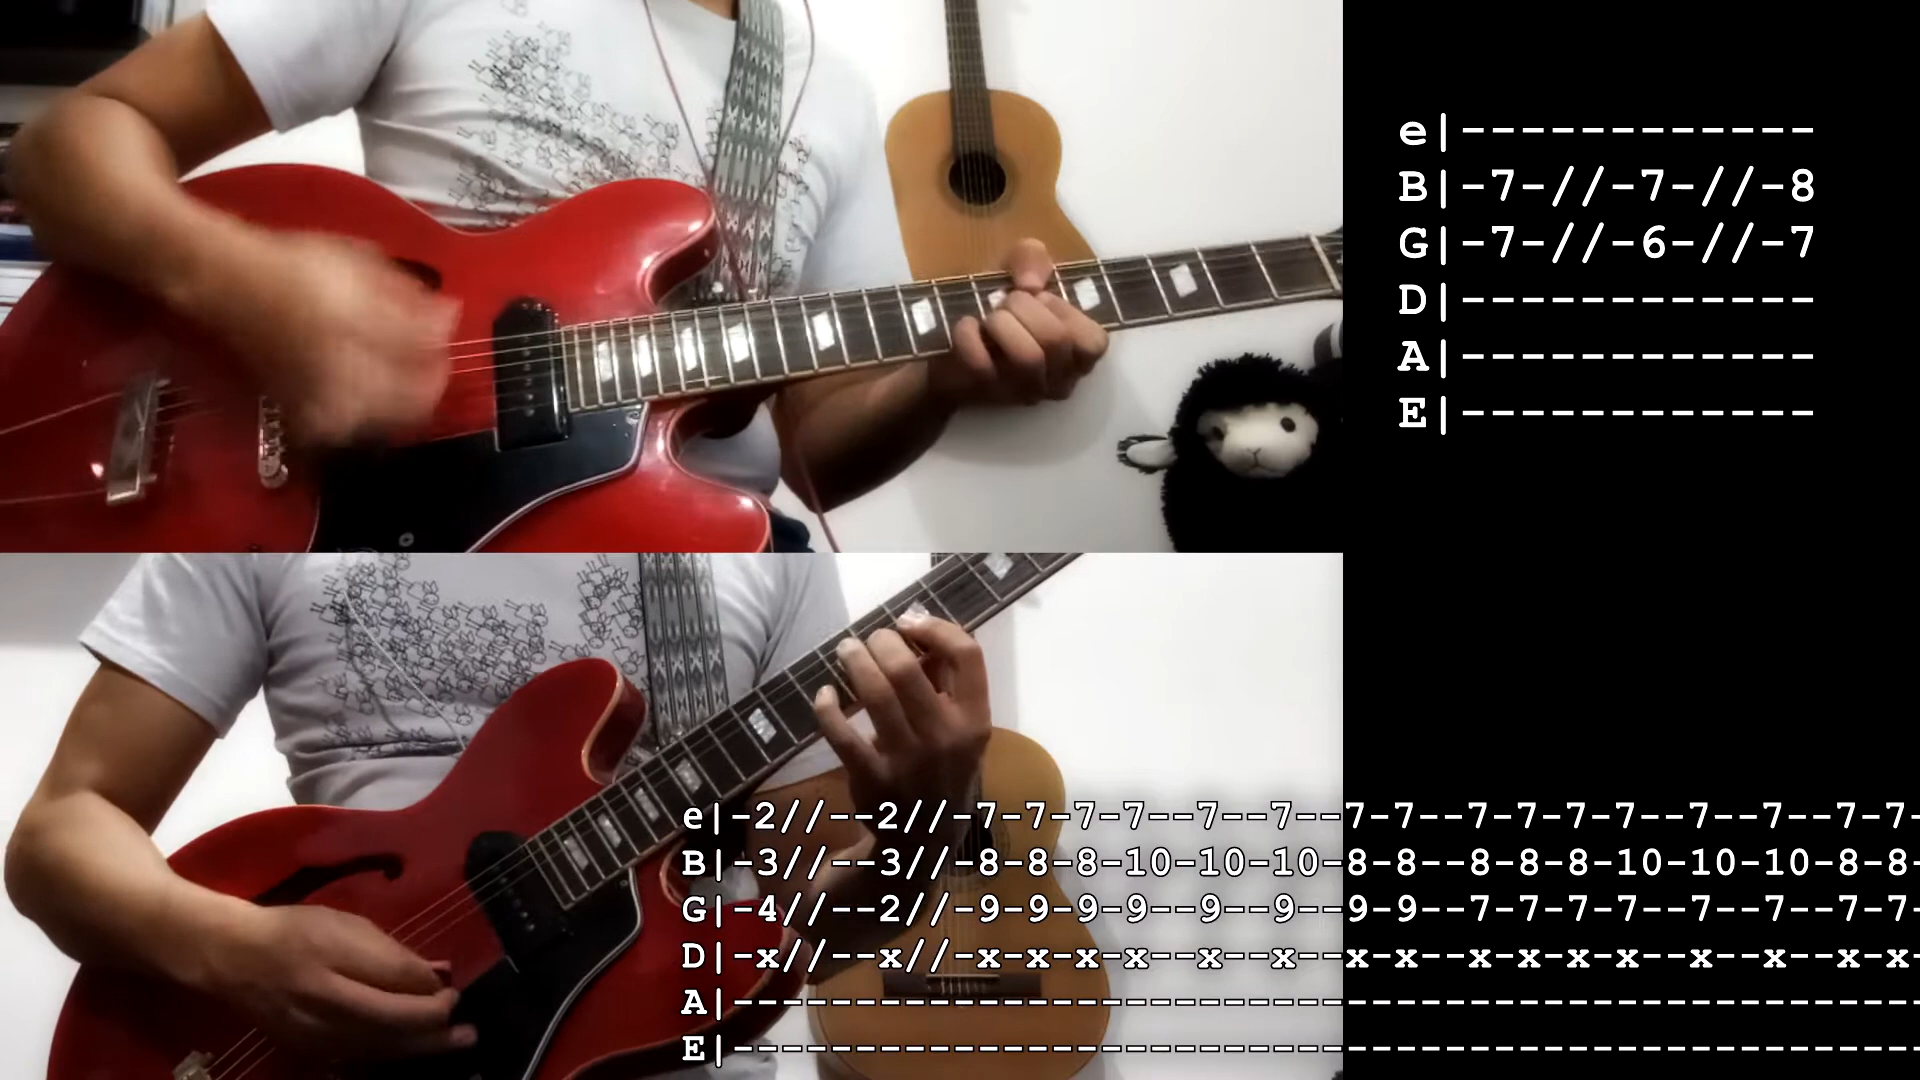 e|------------
B|-7-//-7-//-8
G|-7-//-6-//-7
D|------------
A|------------
E|------------
e|-2//--2//-7-7-7-7--7--7--7-7--7-7-7-7--7--7--7-7-
B|-3//--3//-8-8-8-10-10-10-8-8--8-8-8-10-10-10-8-8-
G|-4//--2//-9-9-9-9--9--9--9-9--7-7-7-7--7--7--7-7-
D|-x//--x//-x-x-x-x--x--x--x-x--x-x-x-x--x--x--x-x-
A|-------------------------------------------------
E|-------------------------------------------------